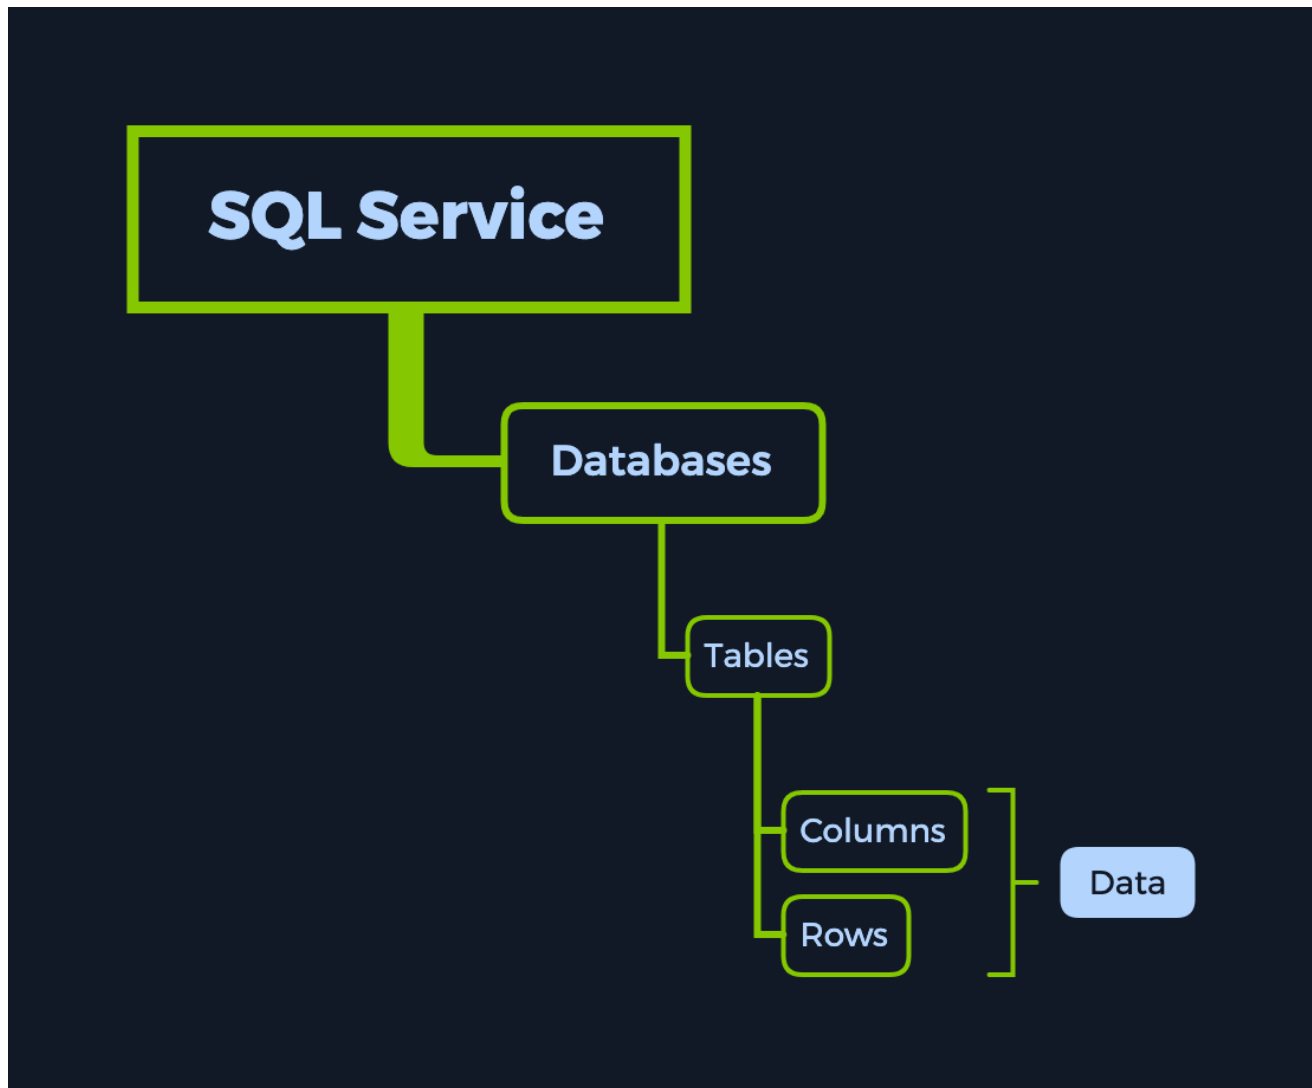 SQL Service
Databases
Tables
Columns
Data
Rows